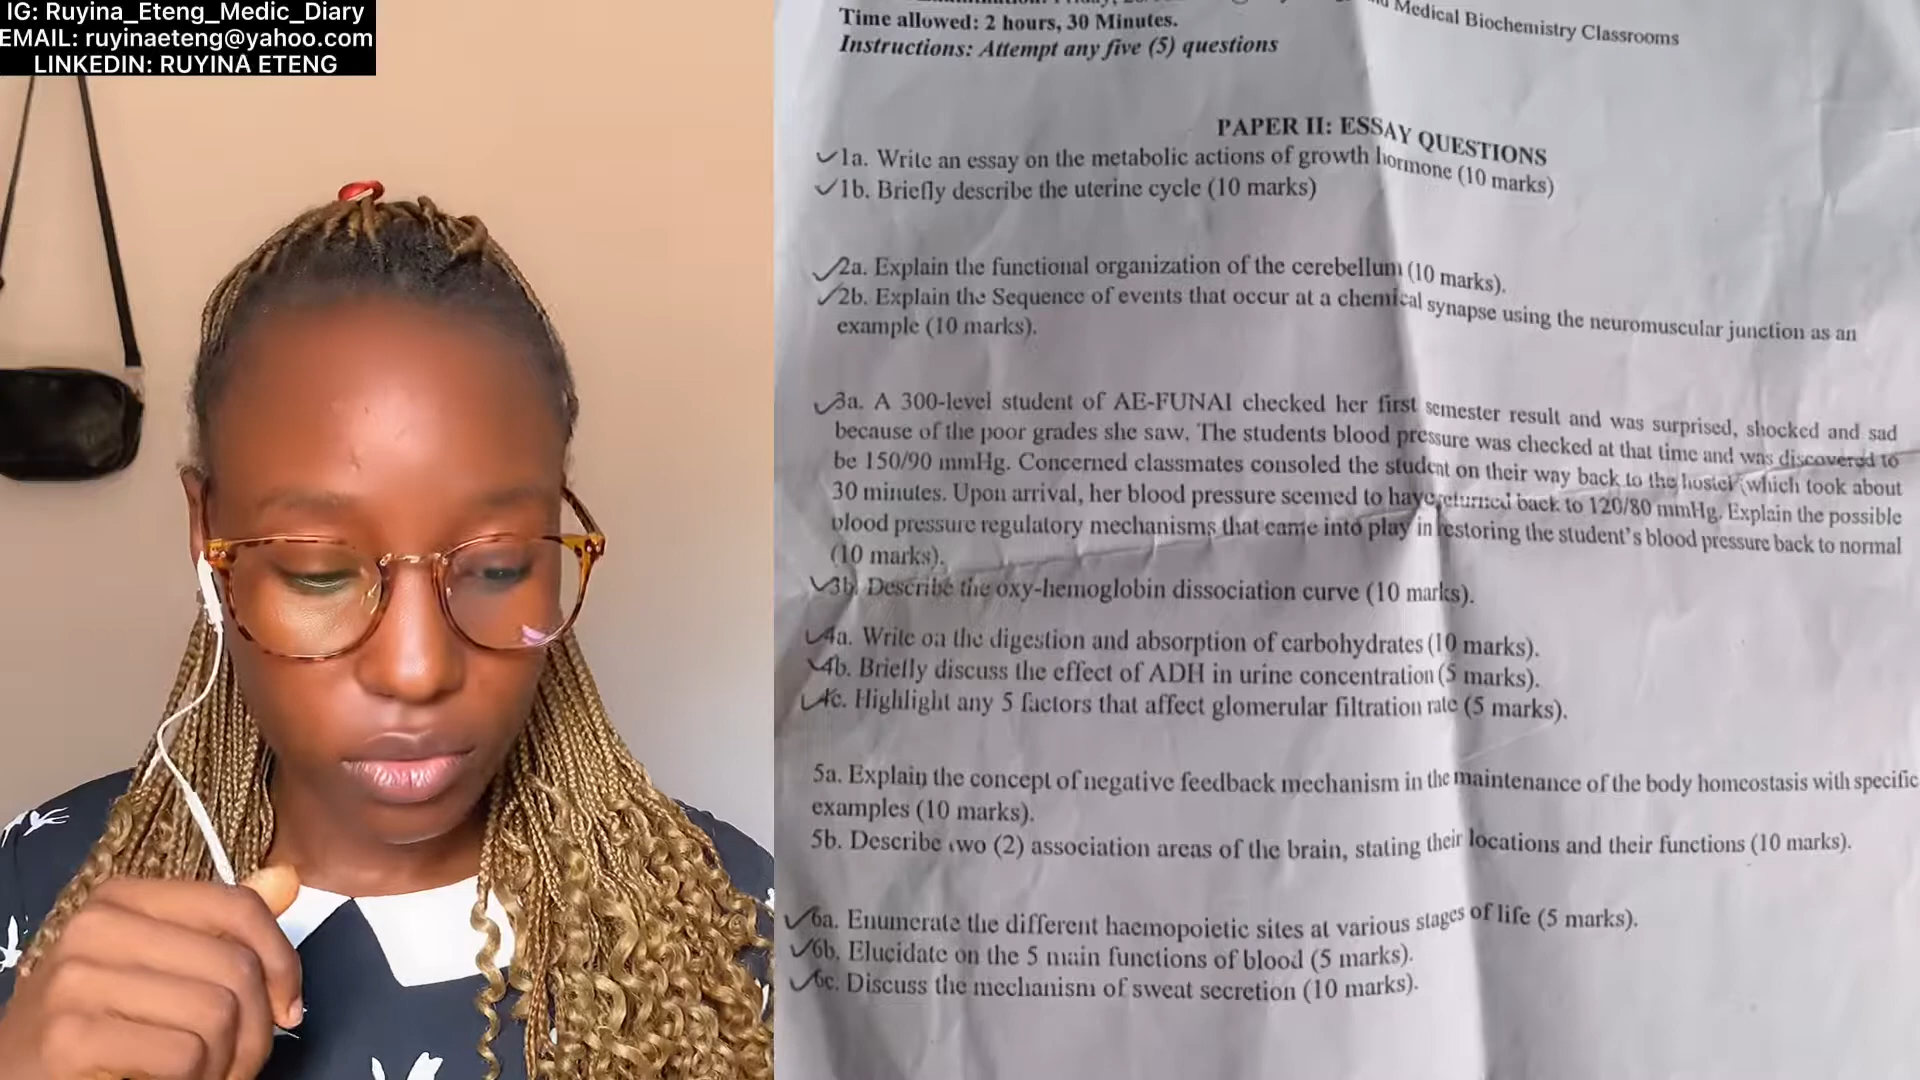 IG: Ruyina_Eteng_Medic_Diary
EMAIL: ruyinaeteng@yahoo.com
LINKEDIN: RUYINA ETENG
Medical Biochemistry Classrooms
Time allowed: 2 hours, 30 Minutes.
Instructions: Attempt any five (5) questions
PAPER II: ESSAY QUESTIONS
1a. Write an essay on the metabolic actions of growth hormone (10 marks)
1b. Briefly describe the uterine cycle (10 marks)
2a. Explain the functional organization of the cerebellum (10 marks).
2b. Explain the Sequence of events that occur at a chemical synapse using the neuromuscular junction as an
example (10 marks).
3a. A 300-level student of AE-FUNAI checked her first semester result and was surprised, shocked and sad
because of the poor grades she saw. The students blood pressure was checked at that time and was discovered to
be 150/90 mmHg. Concerned classmates consoled the student on their way back to the hostel (which took about
30 minutes. Upon arrival, her blood pressure seemed to have returned back to 120/80 mmHg. Explain the possible
blood pressure regulatory mechanisms that came into play in restoring the student's blood pressure back to normal
(10 marks).
3b. Describe the oxy-hemoglobin dissociation curve (10 marks).
4a. Write on the digestion and absorption of carbohydrates (10 marks).
4b. Briefly discuss the effect of ADH in urine concentration (5 marks).
4c. Highlight any 5 factors that affect glomerular filtration rate (5 marks).
5a. Explain the concept of negative feedback mechanism in the maintenance of the body homeostasis with specific
examples (10 marks).
5b. Describe two (2) association areas of the brain, stating their locations and their functions (10 marks).
6a. Enumerate the different haemopoietic sites at various stages of life (5 marks).
6b. Elucidate on the 5 main functions of blood (5 marks).
6c. Discuss the mechanism of sweat secretion (10 marks).